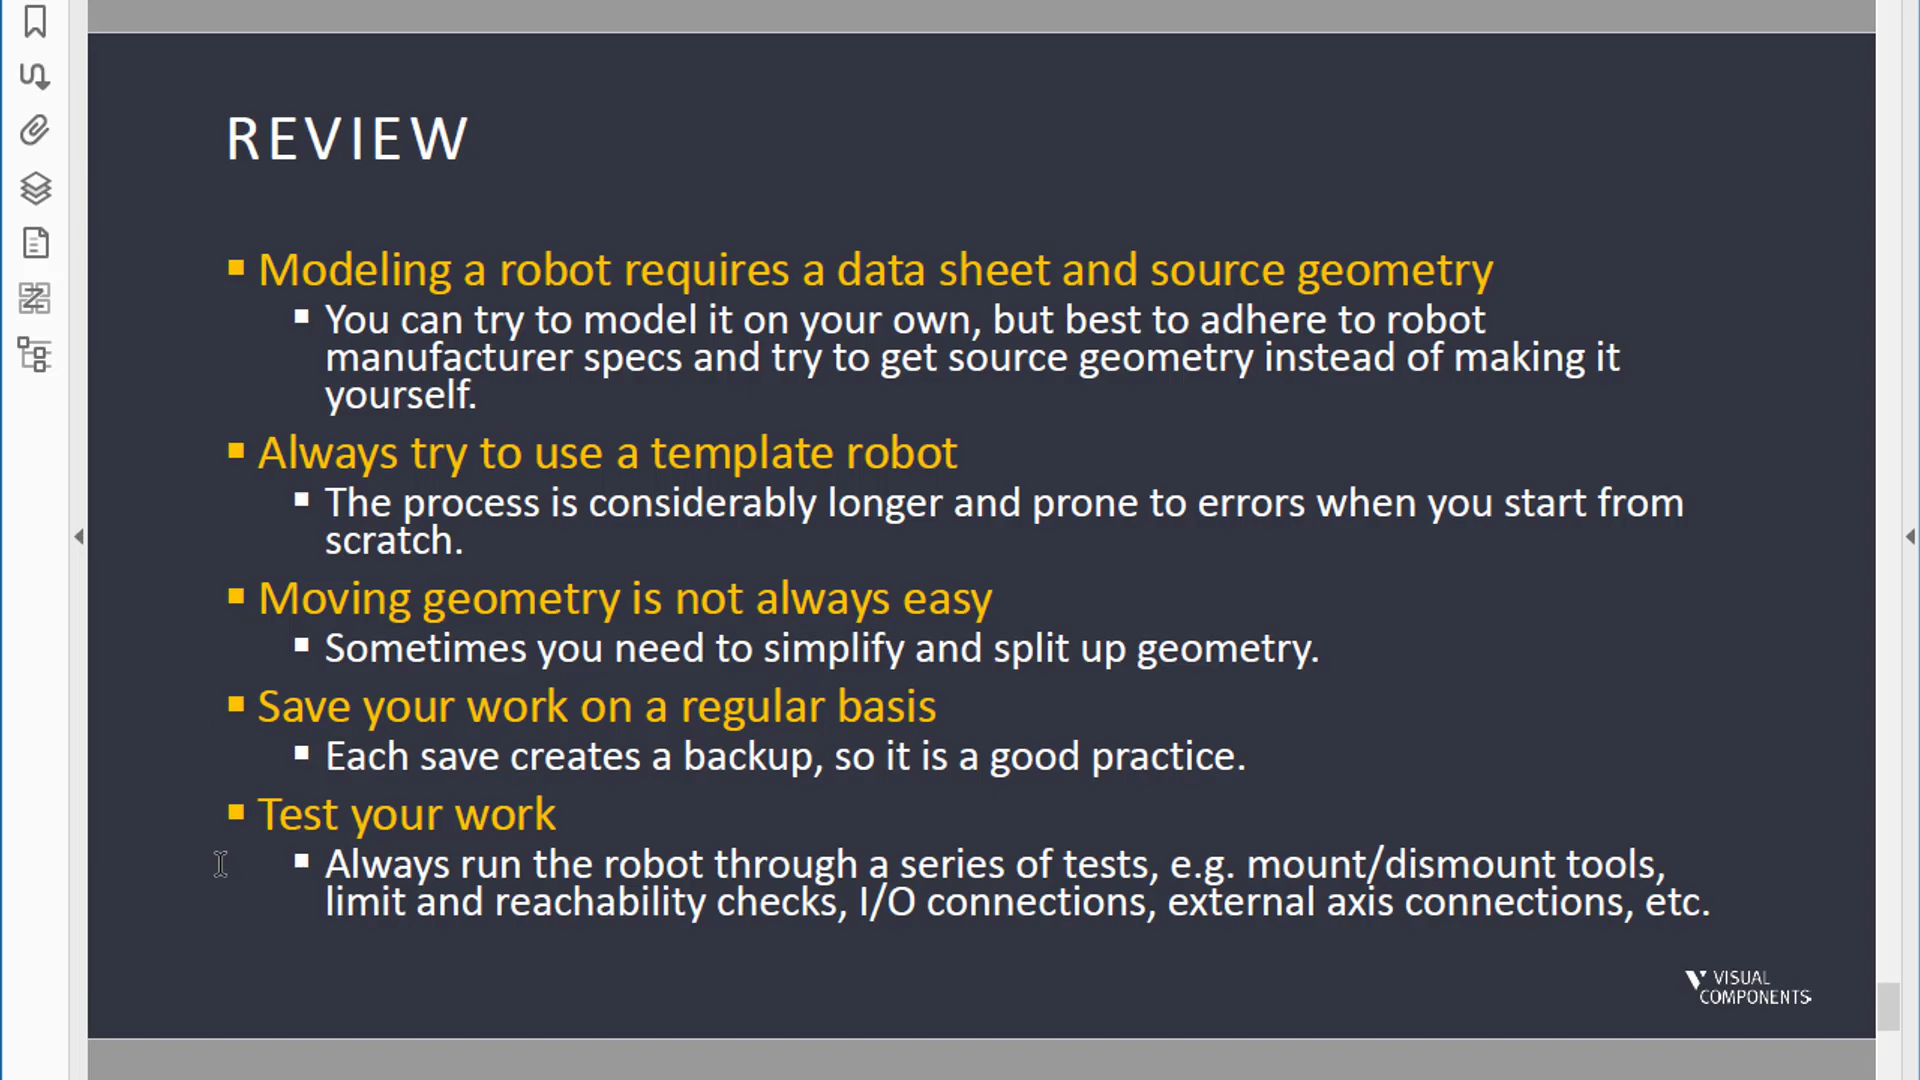 REVIEW
▪ Modeling a robot requires a data sheet and source geometry
▪ You can try to model it on your own, but best to adhere to robot
manufacturer specs and try to get source geometry instead of making it
yourself.
▪ Always try to use a template robot
▪ The process is considerably longer and prone to errors when you start from
scratch.
▪ Moving geometry is not always easy
▪ Sometimes you need to simplify and split up geometry.
▪ Save your work on a regular basis
▪ Each save creates a backup, so it is a good practice.
▪ Test your work
▪ Always run the robot through a series of tests, e.g. mount/dismount tools,
limit and reachability checks, I/O connections, external axis connections, etc.
VISUAL
COMPONENTS